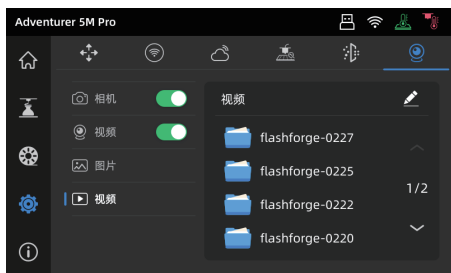 Adventurer 5M Pro
相机
视频
图片
视频
视频
flashforge-0227
flashforge-0225
flashforge-0222
flashforge-0220
1/2